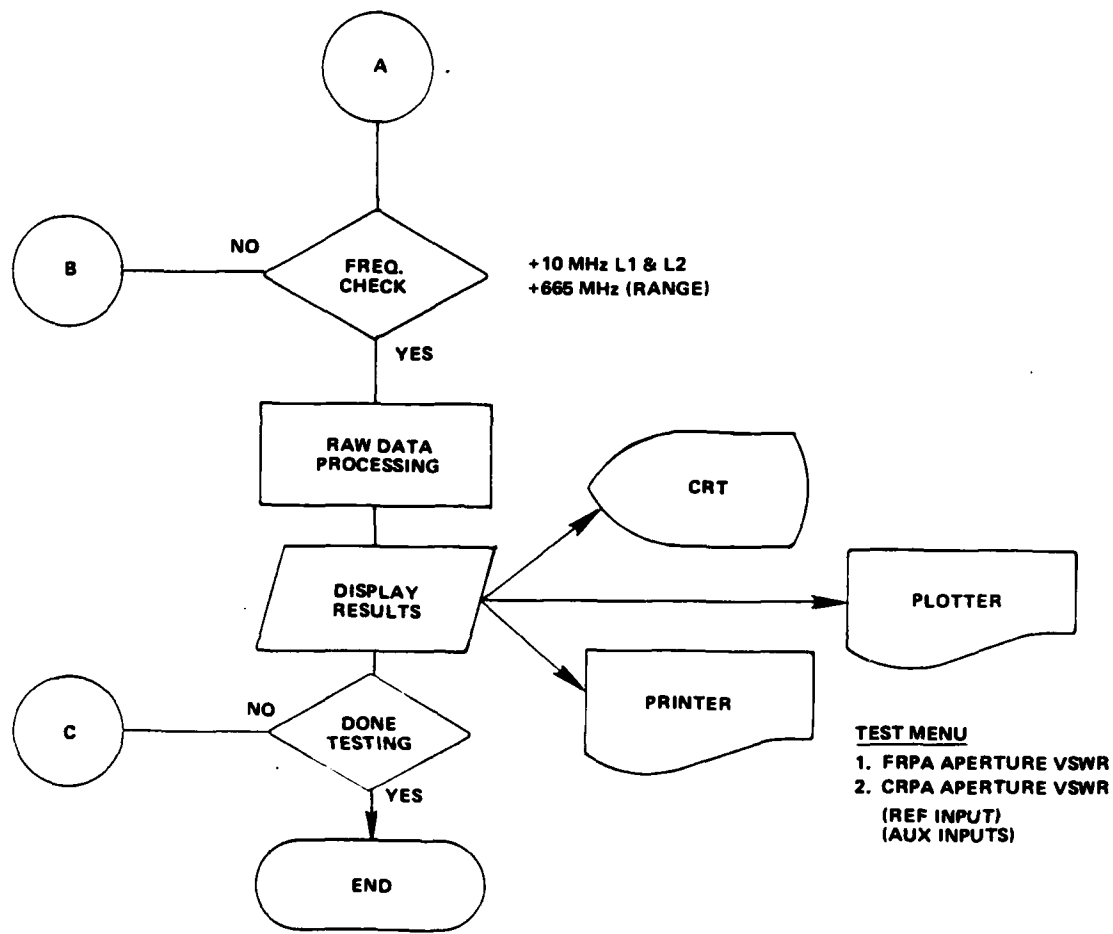 A
B
NO
FREQ.
CHECK
+10 MHz L1 & L2
+665 MHz (RANGE)
YES
RAW DATA
PROCESSING
CRT
DISPLAY
RESULTS
PLOTTER
PRINTER
C
NO
DONE
TESTING
YES
TEST MENU
1. FRPA APERTURE VSWR
2. CRPA APERTURE VSWR
(REF INPUT)
(AUX INPUTS)
END